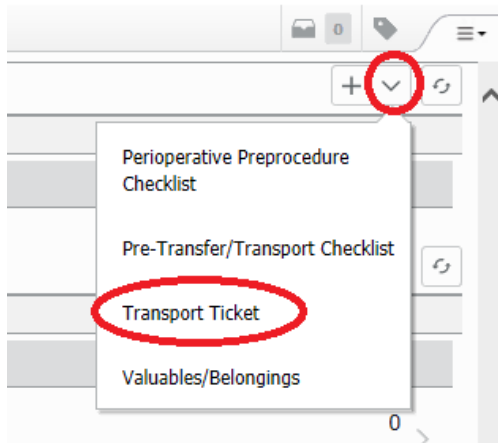 0
Perioperative Preprocedure
Checklist
Pre-Transfer/Transport Checklist
Transport Ticket
Valuables/Belongings
0